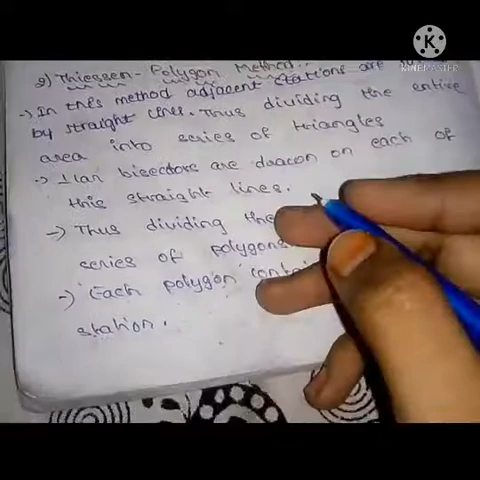 KINEMASTER
2) Thiessen - Polygon Method
-> In this method adjacent stations are
by straight lines. Thus dividing the entire
area into series of triangles
-> ⊥lar bisectors are drawn on each of
this straight lines.
-> Thus dividing the
series of polygons
-> Each polygon
station.